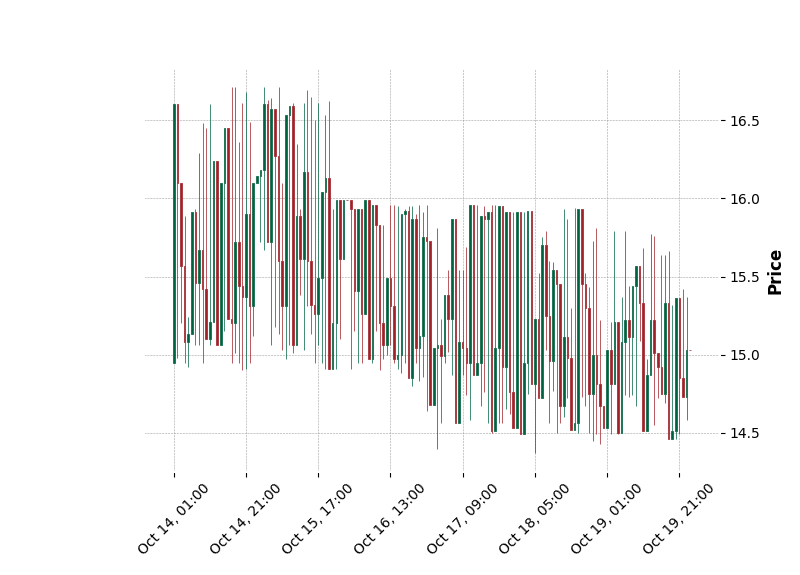 16.5
16.0
15.5
15.0
14.5
Price
Oct 14, 01:00
Oct 14, 21:00
Oct 15, 17:00
Oct 16, 13:00
Oct 17, 09:00
Oct 18, 05:00
Oct 19, 01:00
Oct 19, 21:00